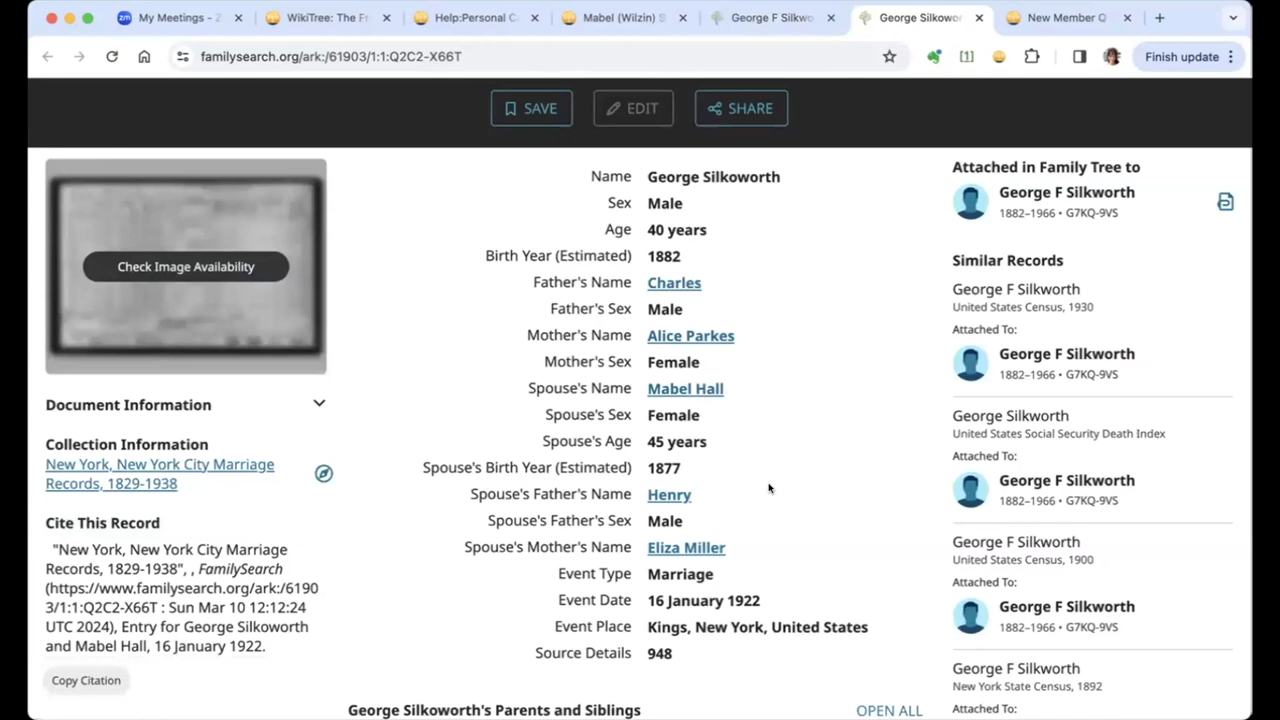 My Meetings - Z
WikiTree: The Fr
Help:Personal C
Mabel (Wilzin) S
George F Silkwo
George Silkowor
New Member Q
familysearch.org/ark:/61903/1:1:Q2C2-X66T
[1]
Finish update
SAVE
EDIT
SHARE
Check Image Availability
Document Information
Collection Information
New York, New York City Marriage
Records, 1829-1938
Cite This Record
"New York, New York City Marriage
Records, 1829-1938", , FamilySearch
(https://www.familysearch.org/ark:/6190
3/1:1:Q2C2-X66T : Sun Mar 10 12:12:24
UTC 2024), Entry for George Silkoworth
and Mabel Hall, 16 January 1922.
Copy Citation
Name George Silkoworth
Sex Male
Age 40 years
Birth Year (Estimated) 1882
Father's Name Charles
Father's Sex Male
Mother's Name Alice Parkes
Mother's Sex Female
Spouse's Name Mabel Hall
Spouse's Sex Female
Spouse's Age 45 years
Spouse's Birth Year (Estimated) 1877
Spouse's Father's Name Henry
Spouse's Father's Sex Male
Spouse's Mother's Name Eliza Miller
Event Type Marriage
Event Date 16 January 1922
Event Place Kings, New York, United States
Source Details 948
George Silkoworth's Parents and Siblings OPEN ALL
Attached in Family Tree to
George F Silkworth
1882–1966 • G7KQ-9VS
Similar Records
George F Silkworth
United States Census, 1930
Attached To:
George F Silkworth
1882–1966 • G7KQ-9VS
George Silkworth
United States Social Security Death Index
Attached To:
George F Silkworth
1882–1966 • G7KQ-9VS
George F Silkworth
United States Census, 1900
Attached To:
George F Silkworth
1882–1966 • G7KQ-9VS
George F Silkworth
New York State Census, 1892
Attached To: